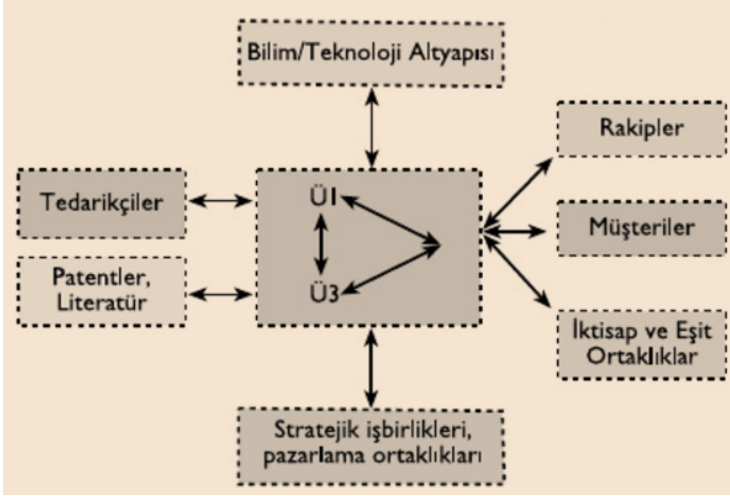 Bilim/Teknoloji Altyapısı
Rakipler
Tedarikçiler
Ü1
Müşteriler
Patentler,
Literatür
Ü3
İktisap ve Eşit
Ortaklıklar
Stratejik işbirlikleri,
pazarlama ortaklıkları